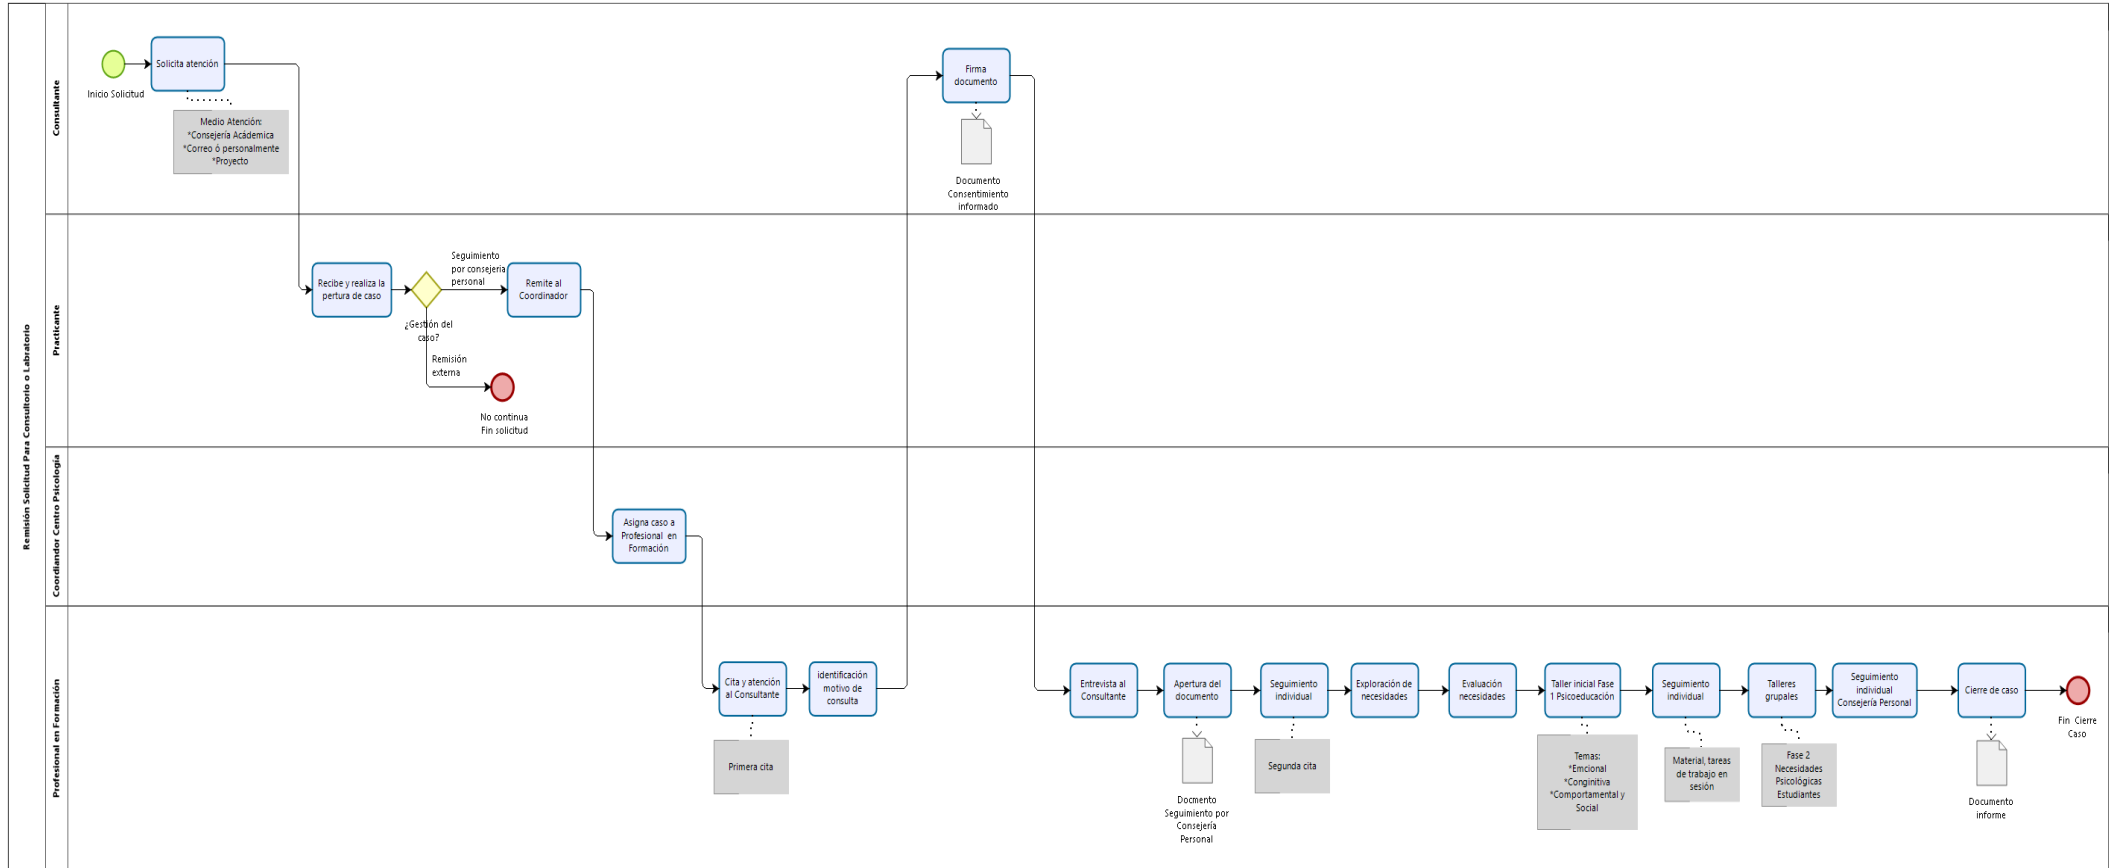 Remisión Solicitud Para Consultorio o Labratorio
Consultante
Inicio Solicitud
Solicita atención
Medio Atención:
*Consejería Acádemica
*Correo ó personalmente
*Proyecto
Firma
documento
Documento
Consentimiento
informado
Practicante
Recibe y realiza la
pertura de caso
¿Gestión del
caso?
Seguimiento
por consejeria
personal
Remite al
Coordinador
Remisión
externa
No continua
Fin solicitud
Coordiandor Centro Psicología
Asigna caso a
Profesional en
Formación
Profesional en Formación
Cita y atención
al Consultante
Primera cita
identificación
motivo de
consulta
Entrevista al
Consultante
Apertura del
documento
Docmento
Seguimiento por
Consejería
Personal
Seguimiento
individual
Segunda cita
Exploración de
necesidades
Evaluación
necesidades
Taller inicial Fase
1 Psicoeducación
Temas:
*Emcional
*Conginitiva
*Comportamental y
Social
Seguimiento
individual
Material, tareas
de trabajo en
sesión
Talleres
grupales
Fase 2
Necesidades
Psicológicas
Estudiantes
Seguimiento
individual
Consejería Personal
Cierre de caso
Documento
informe
Fin Cierre
Caso